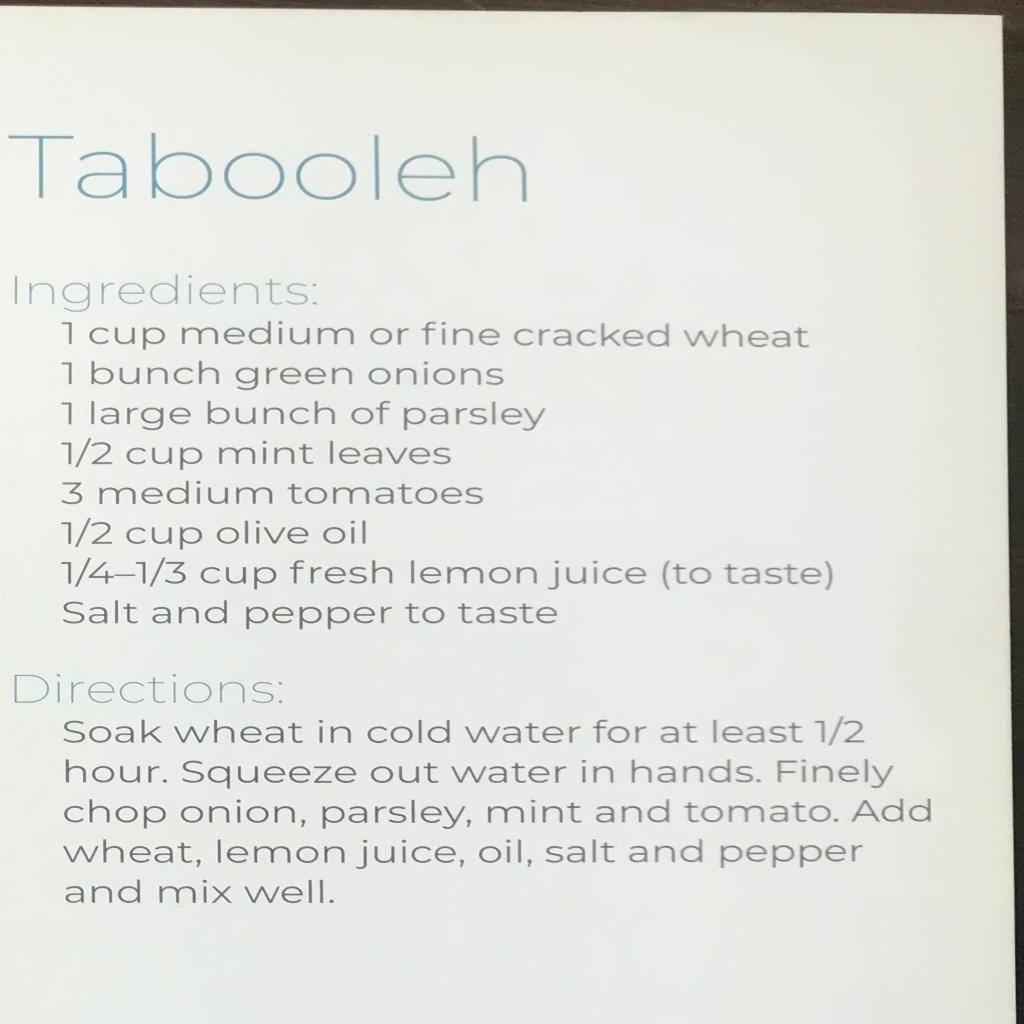 Tabooleh
Ingredients:
1 cup medium or fine cracked wheat
1 bunch green onions
1 large bunch of parsley
1/2 cup mint leaves
3 medium tomatoes
1/2 cup olive oil
1/4–1/3 cup fresh lemon juice (to taste)
Salt and pepper to taste
Directions:
Soak wheat in cold water for at least 1/2
hour. Squeeze out water in hands. Finely
chop onion, parsley, mint and tomato. Add
wheat, lemon juice, oil, salt and pepper
and mix well.